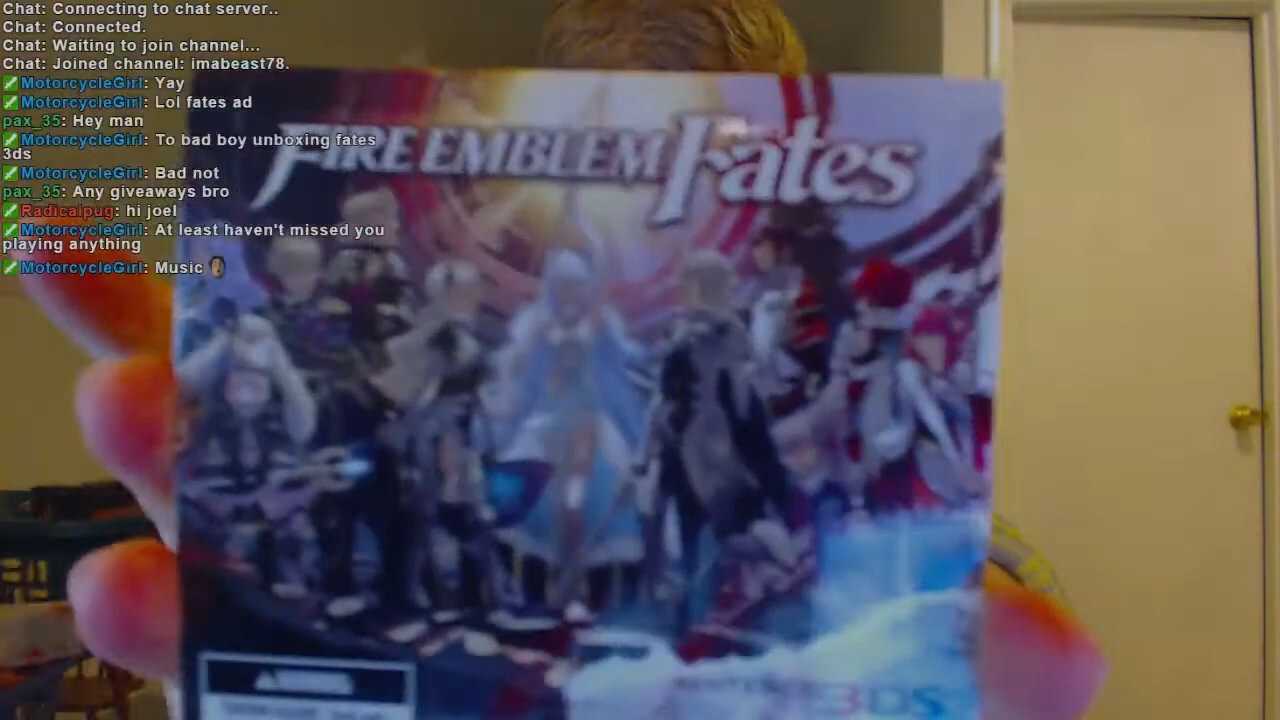 Chat: Connecting to chat server..
Chat: Connected.
Chat: Waiting to join channel...
Chat: Joined channel: imabeast78.
MotorcycleGirl: Yay
MotorcycleGirl: Lol fates ad
pax_35: Hey man
MotorcycleGirl: To bad boy unboxing fates
3ds
MotorcycleGirl: Bad not
pax_35: Any giveaways bro
Radicalpug: hi joel
MotorcycleGirl: At least haven't missed you
playing anything
MotorcycleGirl: Music
FIRE EMBLEM Fates
3DS